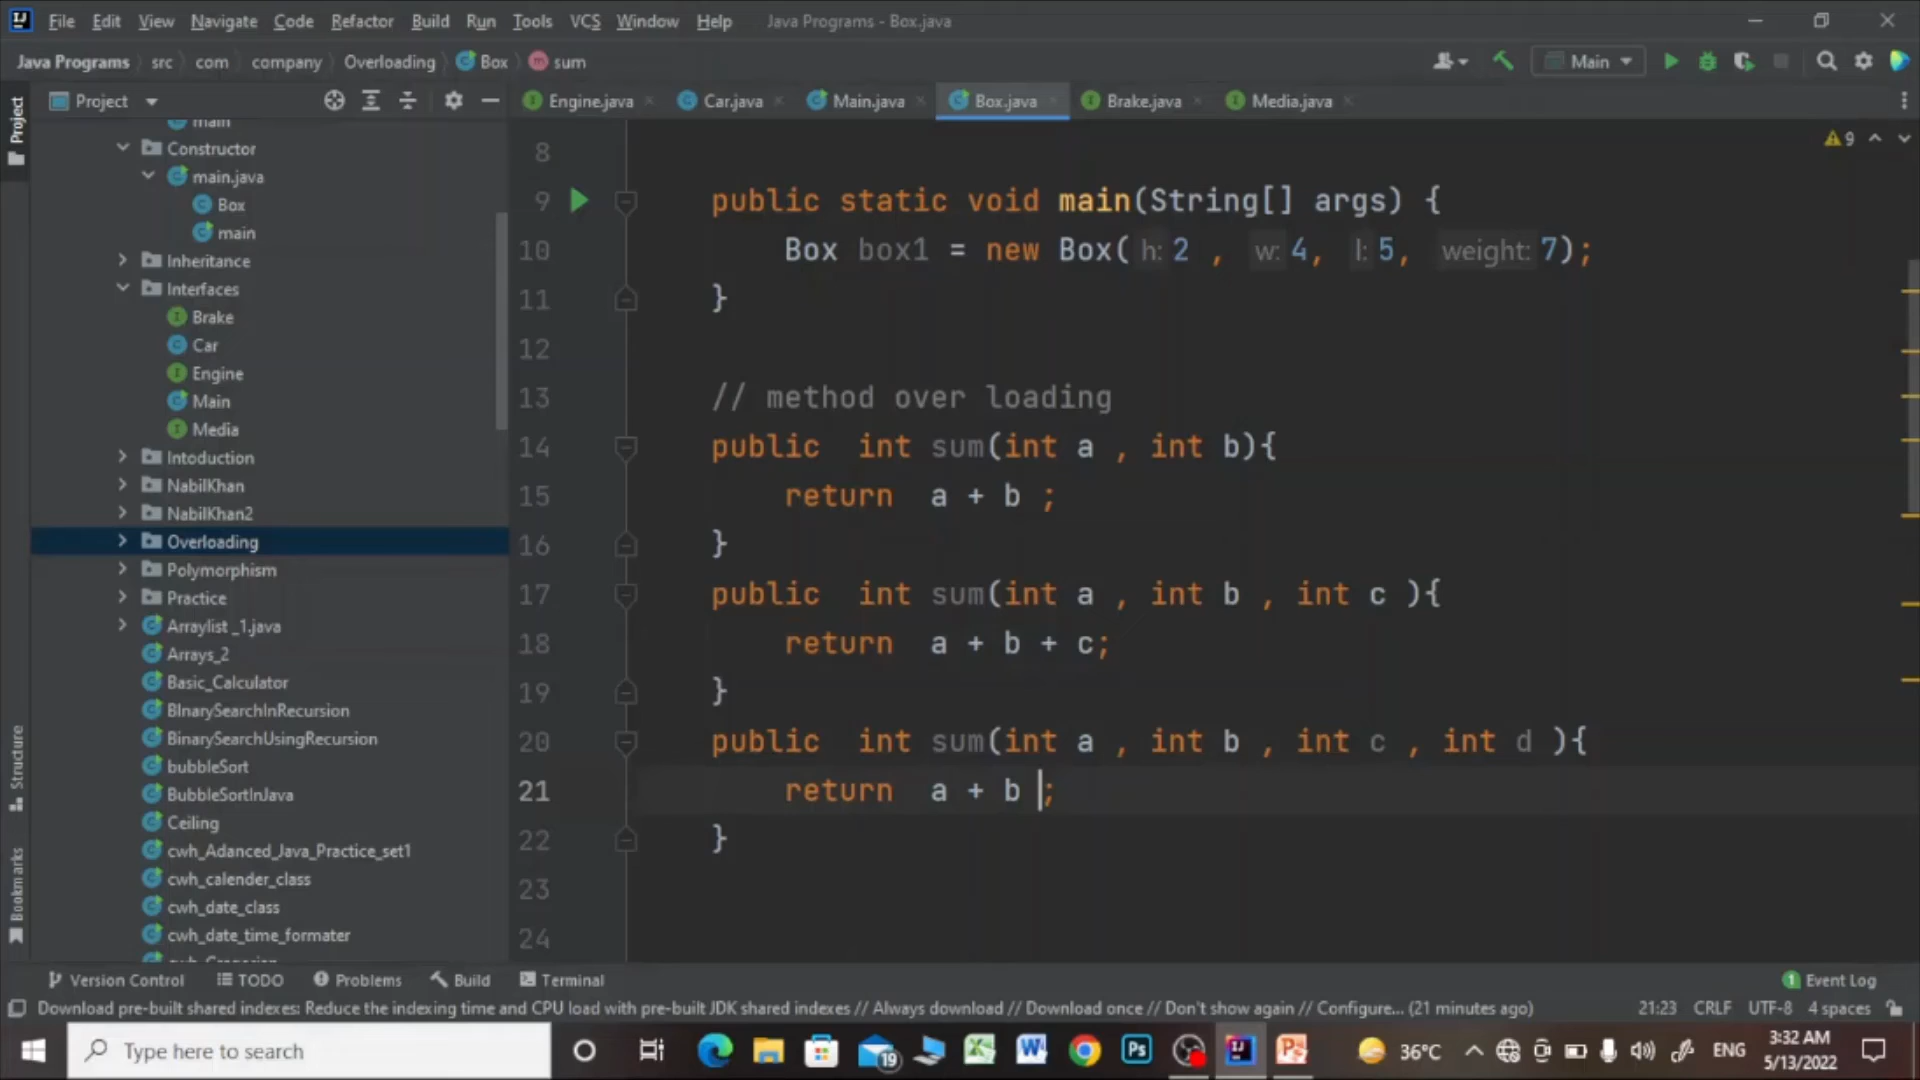 File Edit View Navigate Code Refactor Build Run Tools VCS Window Help Java Programs - Box.java
Java Programs src com company Overloading Box sum Main
Project
Engine.java Car.java Main.java Box.java Brake.java Media.java
main
Constructor
main.java
Box
main
Inheritance
Interfaces
Brake
Car
Engine
Main
Media
Intoduction
NabilKhan
NabilKhan2
Overloading
Polymorphism
Practice
Arraylist _1.java
Arrays_2
Basic_Calculator
BInarySearchInRecursion
BinarySearchUsingRecursion
bubbleSort
BubbleSortInJava
Ceiling
cwh_Adanced_Java_Practice_set1
cwh_calender_class
cwh_date_class
cwh_date_time_formater
Project
Structure
Bookmarks
9
8
9 public static void main(String[] args) {
10 Box box1 = new Box( h: 2 , w: 4, l: 5, weight: 7);
11 }
12
13 // method over loading
14 public int sum(int a , int b){
15 return a + b ;
16 }
17 public int sum(int a , int b , int c ){
18 return a + b + c;
19 }
20 public int sum(int a , int b , int c , int d ){
21 return a + b ;
22 }
23
24
Version Control TODO Problems Build Terminal 1 Event Log
Download pre-built shared indexes: Reduce the indexing time and CPU load with pre-built JDK shared indexes // Always download // Download once // Don't show again // Configure... (21 minutes ago) 21:23 CRLF UTF-8 4 spaces
Type here to search 19 W Ps 36°C ENG 3:32 AM
5/13/2022